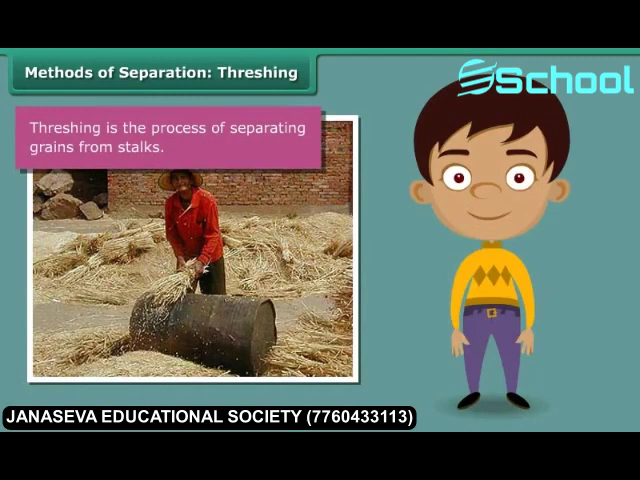 Methods of Separation: Threshing
School
Threshing is the process of separating
grains from stalks.
JANASEVA EDUCATIONAL SOCIETY (7760433113)